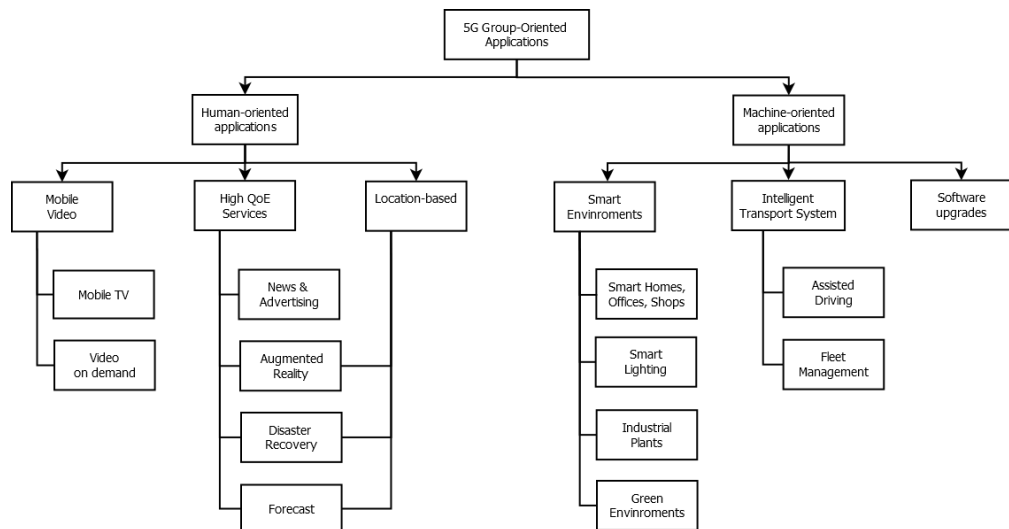 5G Group-Oriented
Applications
Human-oriented
applications
Machine-oriented
applications
Mobile
Video
High QoE
Services
Location-based
Smart
Envinroments
Intelligent
Transport System
Software
upgrades
Mobile TV
News &
Advertising
Smart Homes,
Offices, Shops
Assisted
Driving
Video
on demand
Augmented
Reality
Smart
Lighting
Fleet
Management
Disaster
Recovery
Industrial
Plants
Forecast
Green
Envinroments